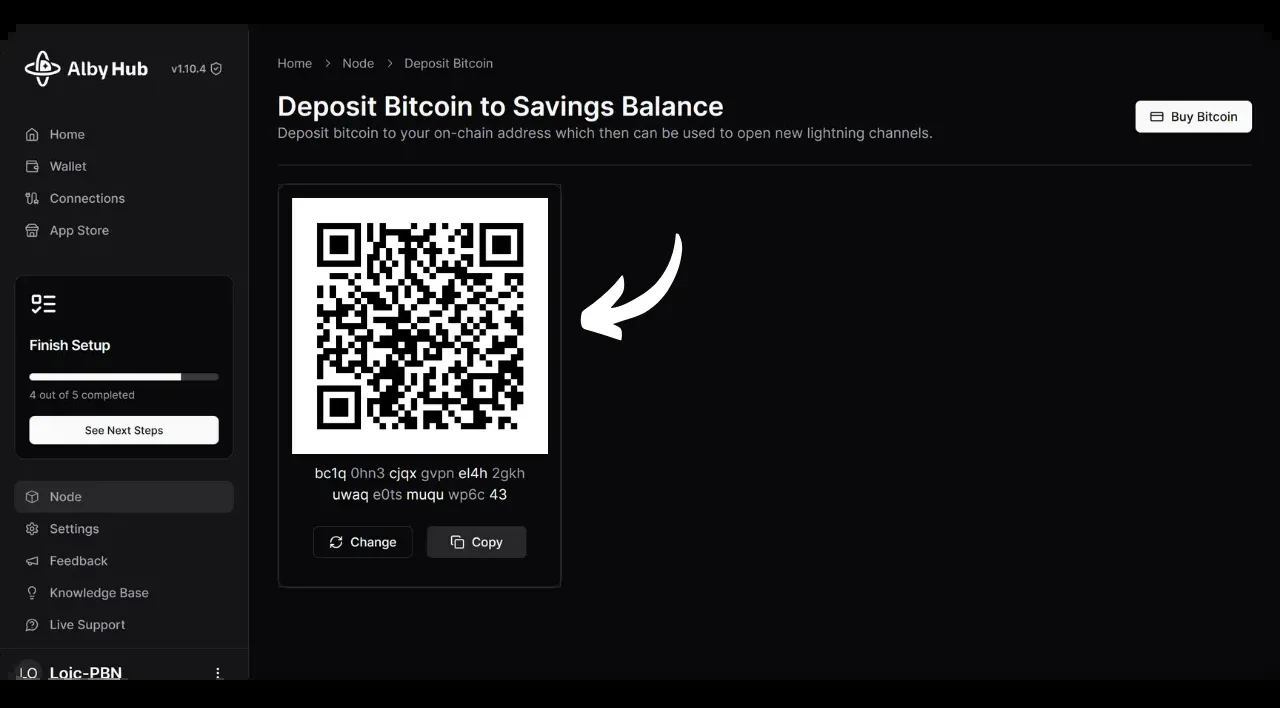 Alby Hub v1.10.4
Home
Wallet
Connections
App Store
Finish Setup
4 out of 5 completed
See Next Steps
Node
Settings
Feedback
Knowledge Base
Live Support
LO Loic-PBN
Home > Node > Deposit Bitcoin
Deposit Bitcoin to Savings Balance
Deposit bitcoin to your on-chain address which then can be used to open new lightning channels.
Buy Bitcoin
bc1q 0hn3 cjqx gvpn el4h 2gkh
uwaq e0ts muqu wp6c 43
Change
Copy